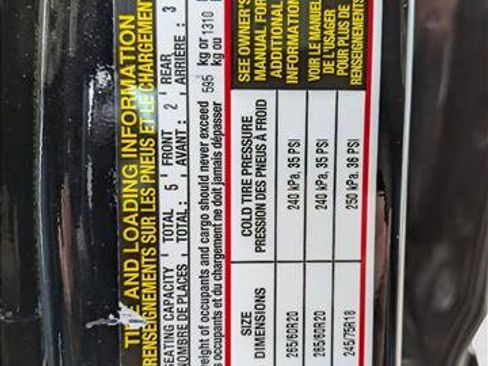 TIRE AND LOADING INFORMATION
RENSEIGNEMENTS SUR LES PNEUS ET LE CHARGEMENT
SEATING CAPACITY TOTAL: 5 FRONT : 2 REAR : 3
NOMBRE DE PLACES TOTAL: AVANT : ARRIÈRE :
weight of occupants and cargo should never exceed 595 kg or 1310
s occupants et du chargement ne doit jamais dépasser kg ou
SIZE
DIMENSIONS
COLD TIRE PRESSURE
PRESSION DES PNEUS À FROID
SEE OWNER'S
MANUAL FOR
ADDITIONAL
INFORMATION
265/60R20 240 kPa, 35 PSI
265/60R20 240 kPa, 35 PSI
245/75R18 250 kPa, 36 PSI
VOIR LE MANUEL
DE L'USAGER
POUR PLUS DE
RENSEIGNEMENTS